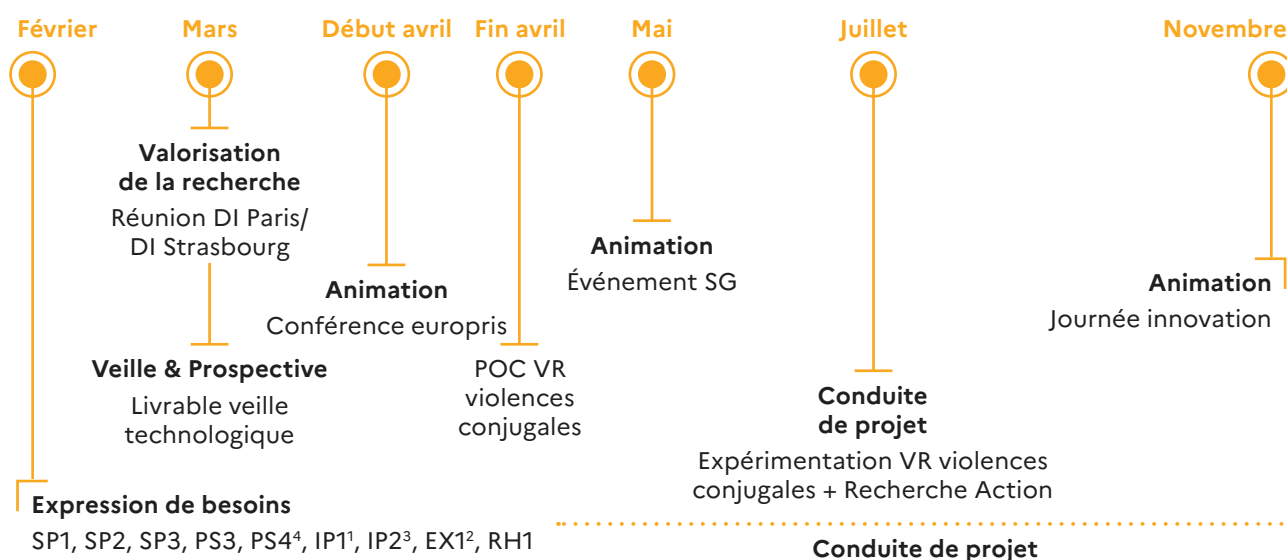 Février
Mars
Début avril
Fin avril
Mai
Juillet
Novembre
Valorisation
de la recherche
Réunion DI Paris/
DI Strasbourg
Veille & Prospective
Livrable veille
technologique
Animation
Conférence europris
POC VR
violences
conjugales
Animation
Événement SG
Conduite
de projet
Expérimentation VR violences
conjugales + Recherche Action
Animation
Journée innovation
Expression de besoins
SP1, SP2, SP3, PS3, PS4⁴, IP1¹, IP2³, EX1², RH1
Conduite de projet